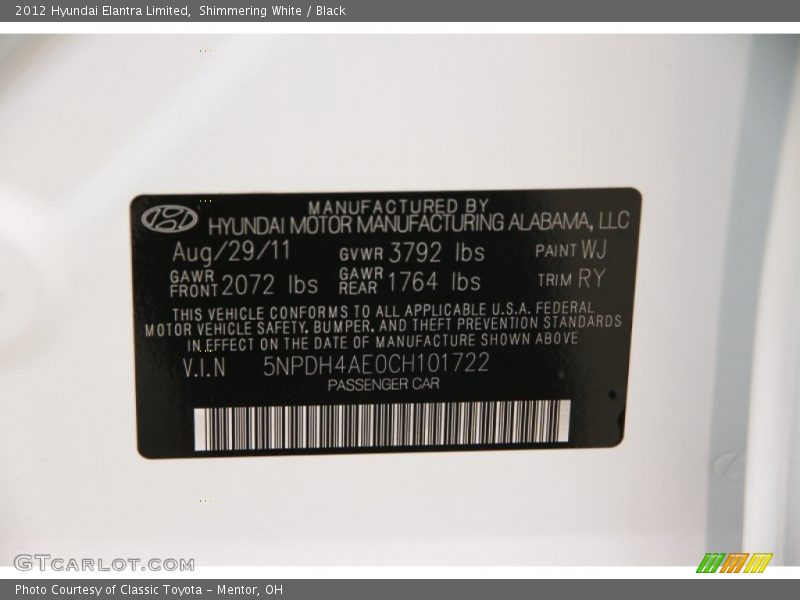 2012 Hyundai Elantra Limited, Shimmering White / Black
MANUFACTURED BY
HYUNDAI MOTOR MANUFACTURING ALABAMA, LLC
Aug/29/11 GVWR 3792 lbs PAINT WJ
GAWR FRONT 2072 lbs GAWR REAR 1764 lbs TRIM RY
THIS VEHICLE CONFORMS TO ALL APPLICABLE U.S.A. FEDERAL
MOTOR VEHICLE SAFETY, BUMPER, AND THEFT PREVENTION STANDARDS
IN EFFECT ON THE DATE OF MANUFACTURE SHOWN ABOVE
V.I.N 5NPDH4AE0CH101722
PASSENGER CAR
GTCARLOT.COM
Photo Courtesy of Classic Toyota - Mentor, OH